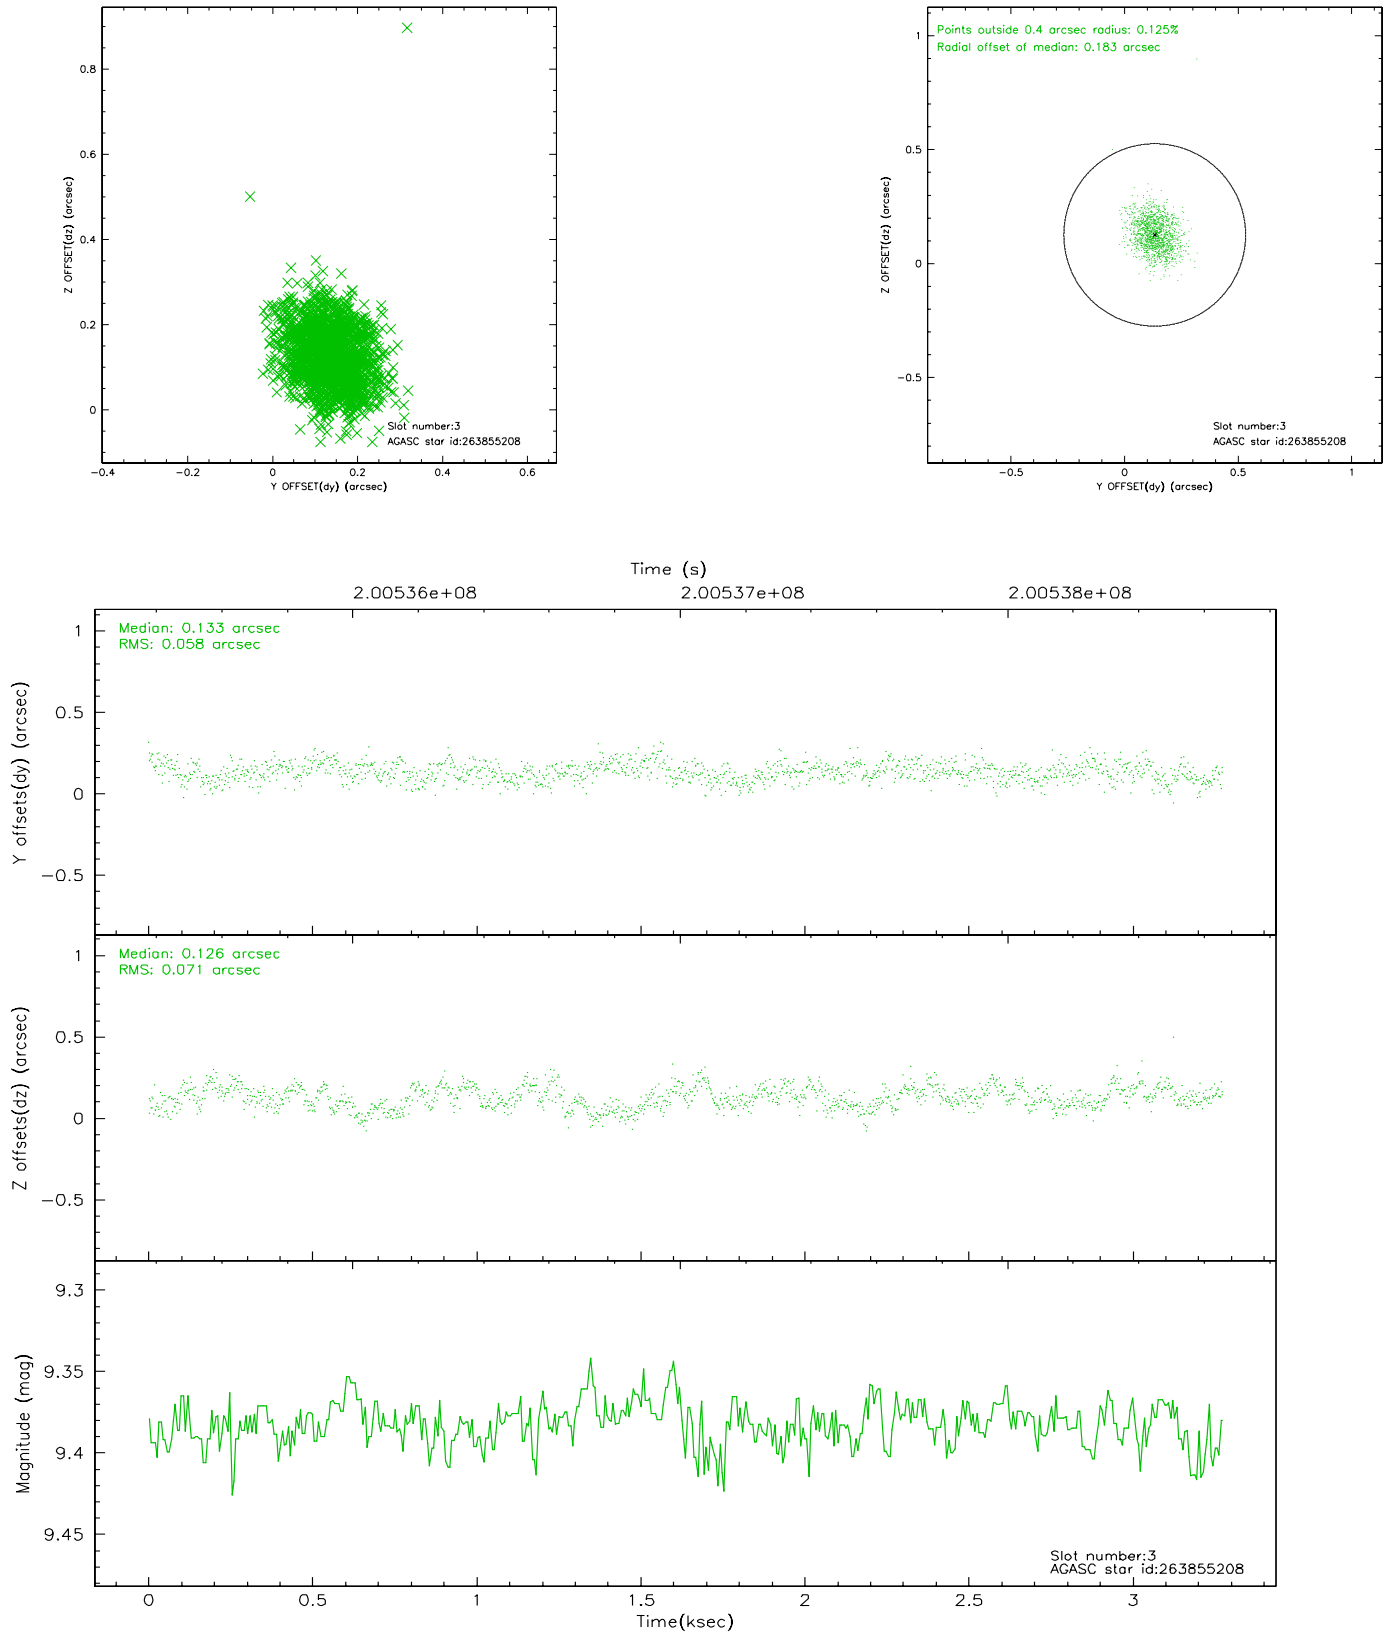 0.8
0.6
0.4
0.2
0
−0.4
−0.2
0
0.2
0.4
0.6
Z OFFSET(dz) (arcsec)
Y OFFSET(dy) (arcsec)
Slot number:3
AGASC star id:263855208
Points outside 0.4 arcsec radius: 0.125%
Radial offset of median: 0.183 arcsec
1
0.5
0
−0.5
−0.5
0
0.5
1
Z OFFSET(dz) (arcsec)
Y OFFSET(dy) (arcsec)
Slot number:3
AGASC star id:263855208
Time (s)
2.00536e+08
2.00537e+08
2.00538e+08
Median: 0.133 arcsec
RMS: 0.058 arcsec
1
0.5
0
−0.5
Y offsets(dy) (arcsec)
Median: 0.126 arcsec
RMS: 0.071 arcsec
1
0.5
0
−0.5
Z offsets(dz) (arcsec)
9.3
9.35
9.4
9.45
Magnitude (mag)
Slot number:3
AGASC star id:263855208
0
0.5
1
1.5
2
2.5
3
Time(ksec)